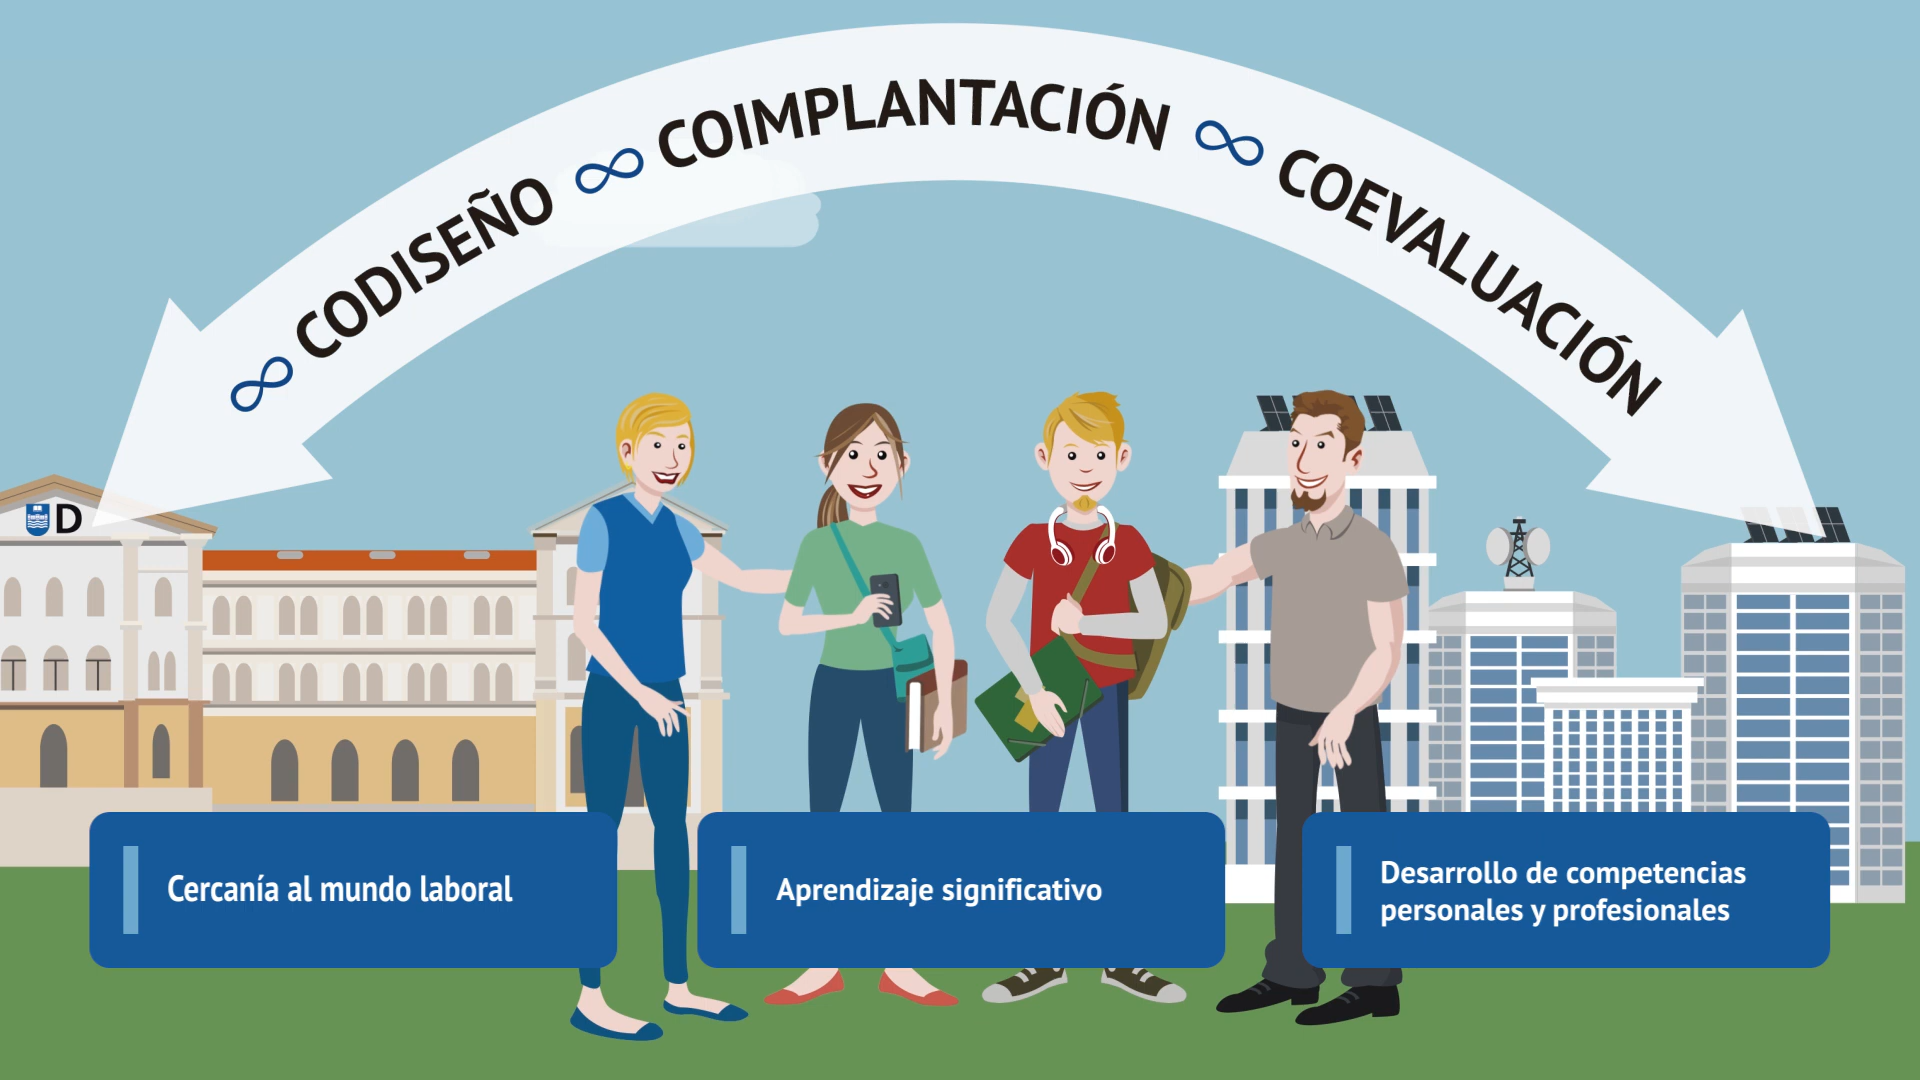 ∞ CODISEÑO ∞ COIMPLANTACIÓN ∞ COEVALUACIÓN
D
Cercanía al mundo laboral
Aprendizaje significativo
Desarrollo de competencias
personales y profesionales